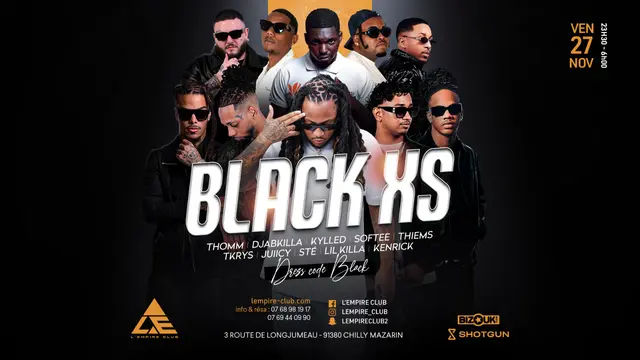 VEN
27
NOV
23H30 - 6H00
BLACK XS
THOMM | DJABKILLA | KYLLED | SOFTEE | THIEMS
TKRYS | JUIICY | STÉ | LIL KILLA | KENRICK
Dress code Black
lempire-club.com
info & résa : 07 68 98 19 17
07 69 44 09 90
L'EMPIRE CLUB
LEMPIRE_CLUB
LEMPIRECLUB2
3 ROUTE DE LONGJUMEAU - 91380 CHILLY MAZARIN
L'EMPIRE CLUB
BIZOUK!
SHOTGUN